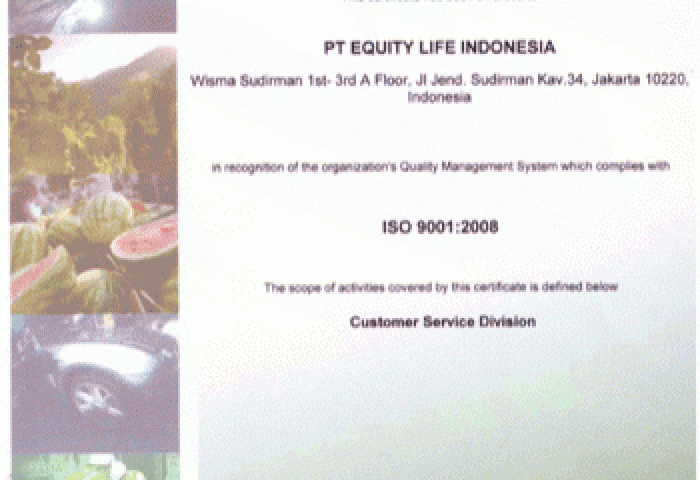 PT EQUITY LIFE INDONESIA
Wisma Sudirman 1st- 3rd A Floor, Jl Jend. Sudirman Kav.34, Jakarta 10220,
Indonesia
in recognition of the organization's Quality Management System which complies with
ISO 9001:2008
The scope of activities covered by this certificate is defined below
Customer Service Division